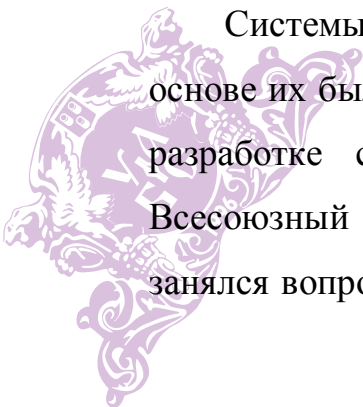 Системы
основе их бы
разработке с
Всесоюзный
занялся вопро